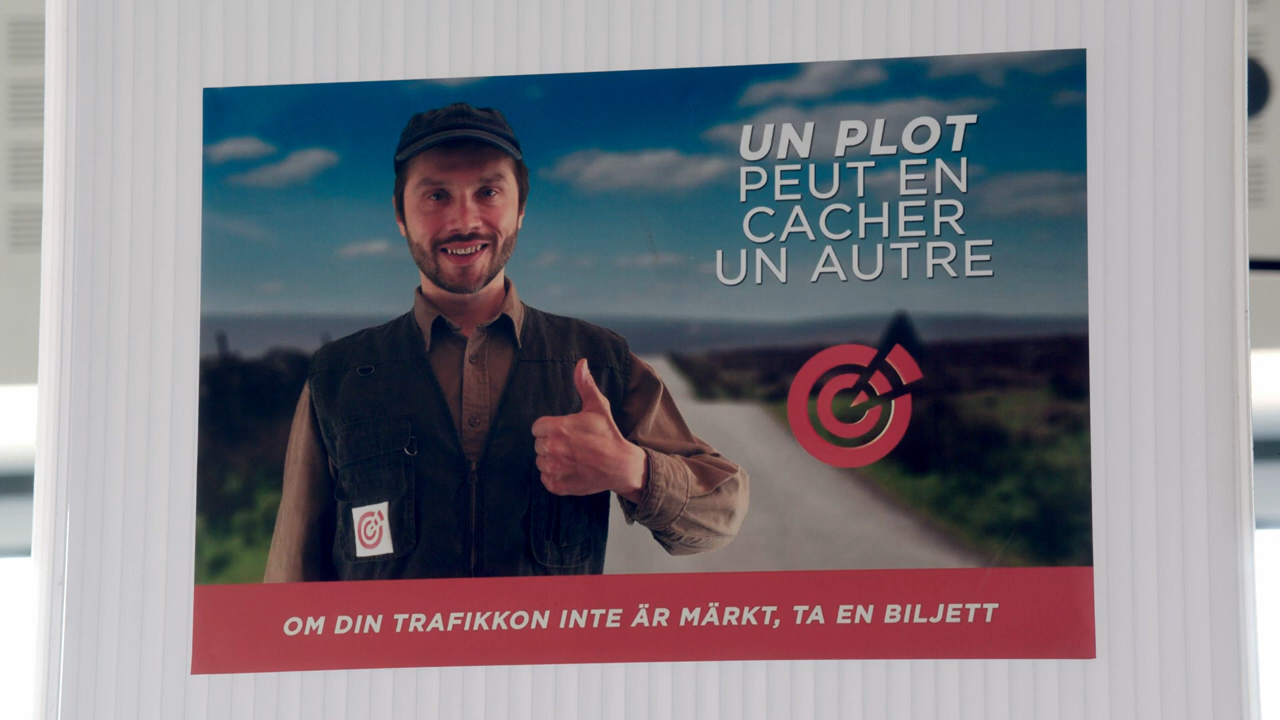 UN PLOT
PEUT EN
CACHER
UN AUTRE
OM DIN TRAFIKKON INTE ÄR MÄRKT, TA EN BILJETT